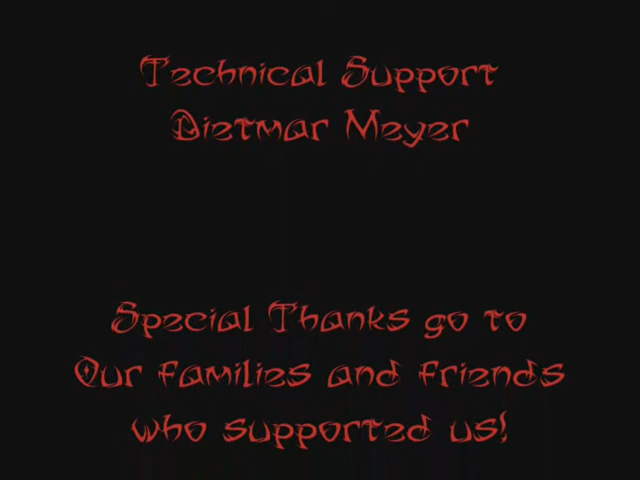 Technical Support
Dietmar Meyer
Special Thanks go to
Our families and friends
who supported us!